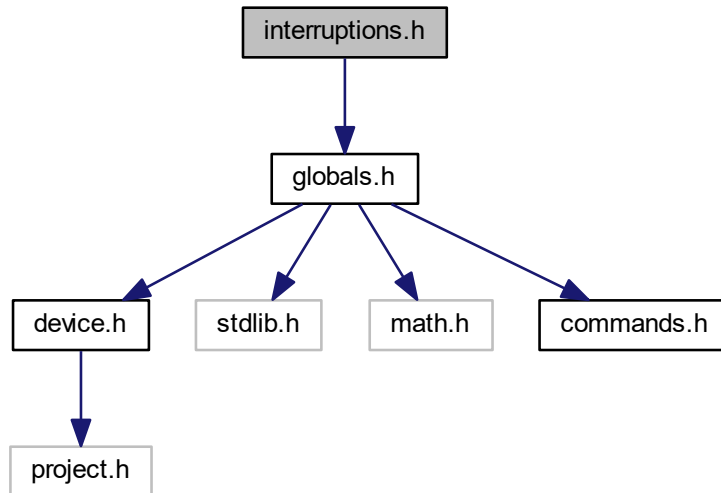 interruptions.h
globals.h
device.h
stdlib.h
math.h
commands.h
project.h